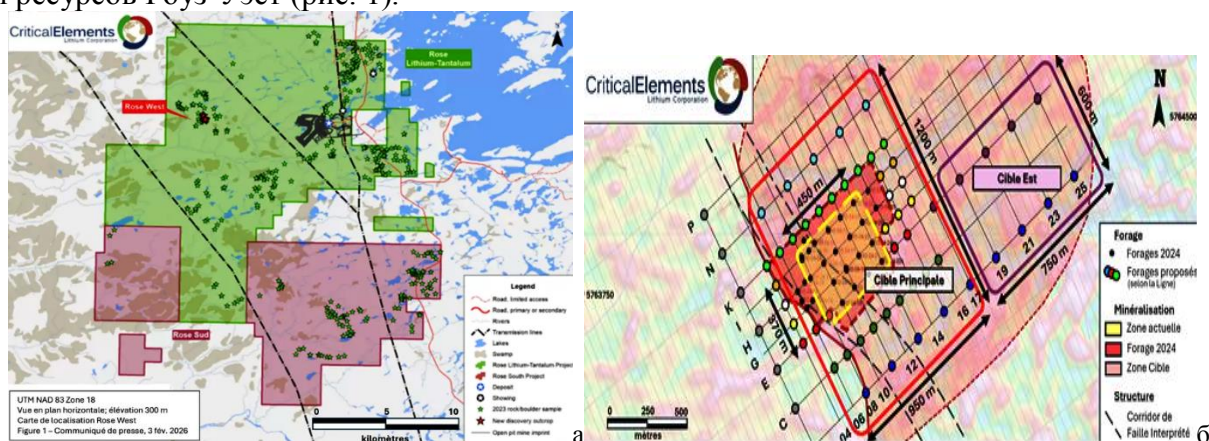 ресурсов Роуз-Уэст (рис. 1).
CriticalElements
Lithium Corporation
Rose
Lithium-Tantalum
Rose West
Rose Sud
N
Legend
Road, limited access
Road, primary or secondary
Rivers
Transmission lines
Lakes
Swamp
Rose Lithium-Tantalum Project
Rose South Project
Deposit
Showing
2023 rock/boulder sample
New discovery outcrop
Open pit mine imprint
UTM NAD 83 Zone 18
Vue en plan horizontale; élévation 300 m
Carte de localisation Rose West
Figure 1 – Communiqué de presse, 3 fév. 2026
0 5 10
kilomètres
а
CriticalElements
Lithium Corporation
N
5764500
5763750
600 m
1200 m
450 m
370 m
950 m
750 m
Cible Est
Cible Principale
P
N
K
I
H
G
E
C
04
06
08
10
12
14
16
17
19
21
23
25
Forage
Forages 2024
Forages proposés
(selon la Ligne)
Minéralisation
Zone actuelle
Forage 2024
Zone Cible
Structure
Corridor de
Faille Interprété
0 250 500
mètres
б